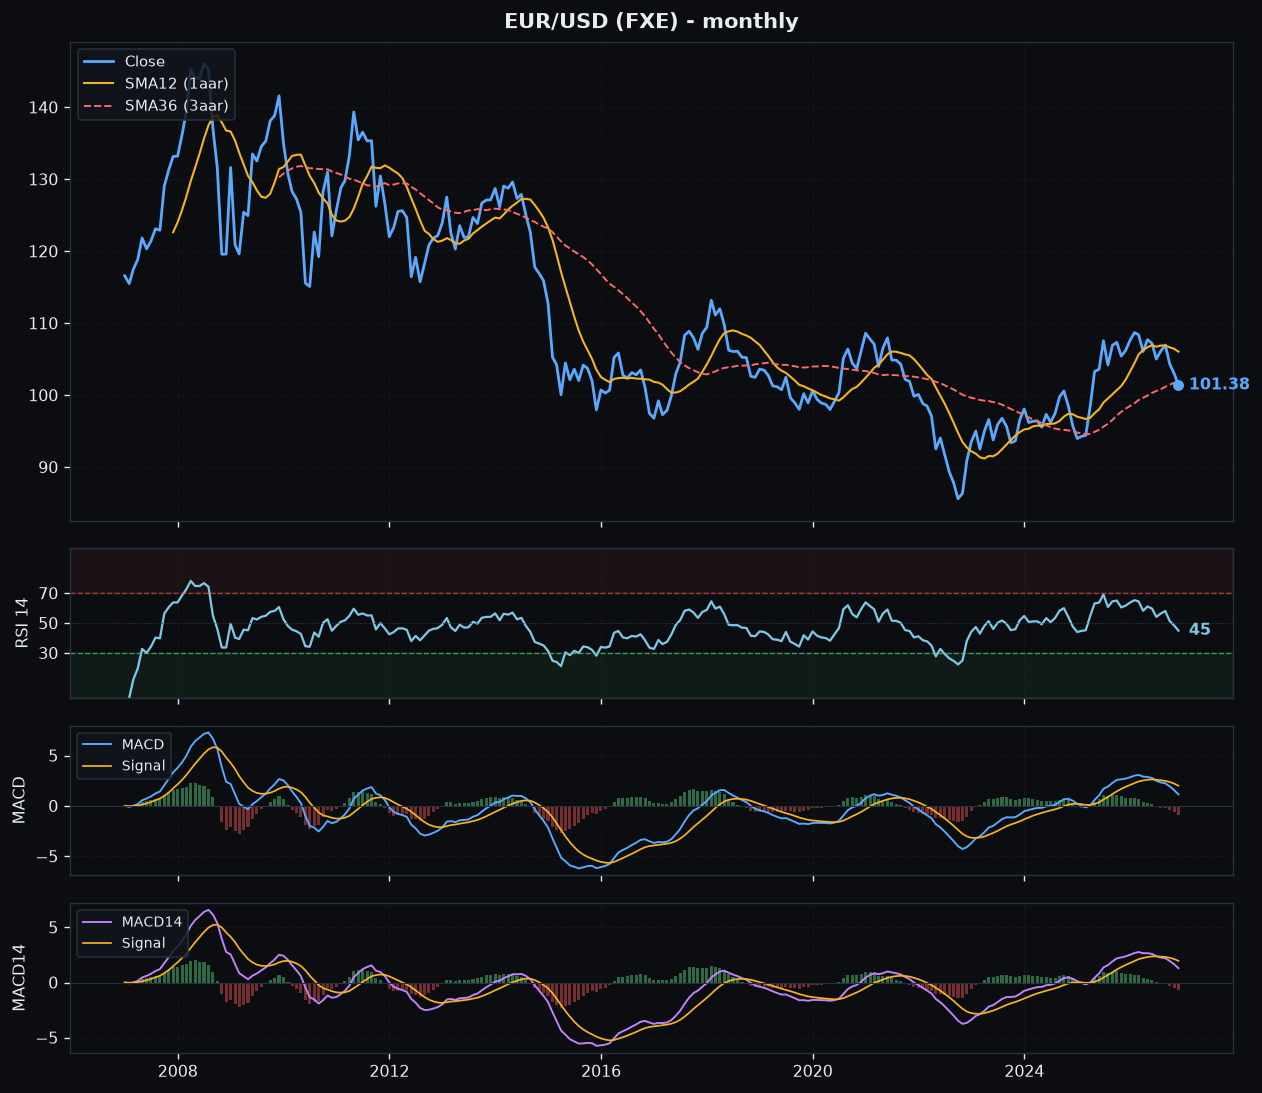 EUR/USD (FXE) - monthly
Close
SMA12 (1aar)
SMA36 (3aar)
140
130
120
110
100
90
101.38
RSI 14
70
50
30
45
MACD
5
0
−5
MACD
Signal
MACD14
5
0
−5
MACD14
Signal
2008
2012
2016
2020
2024